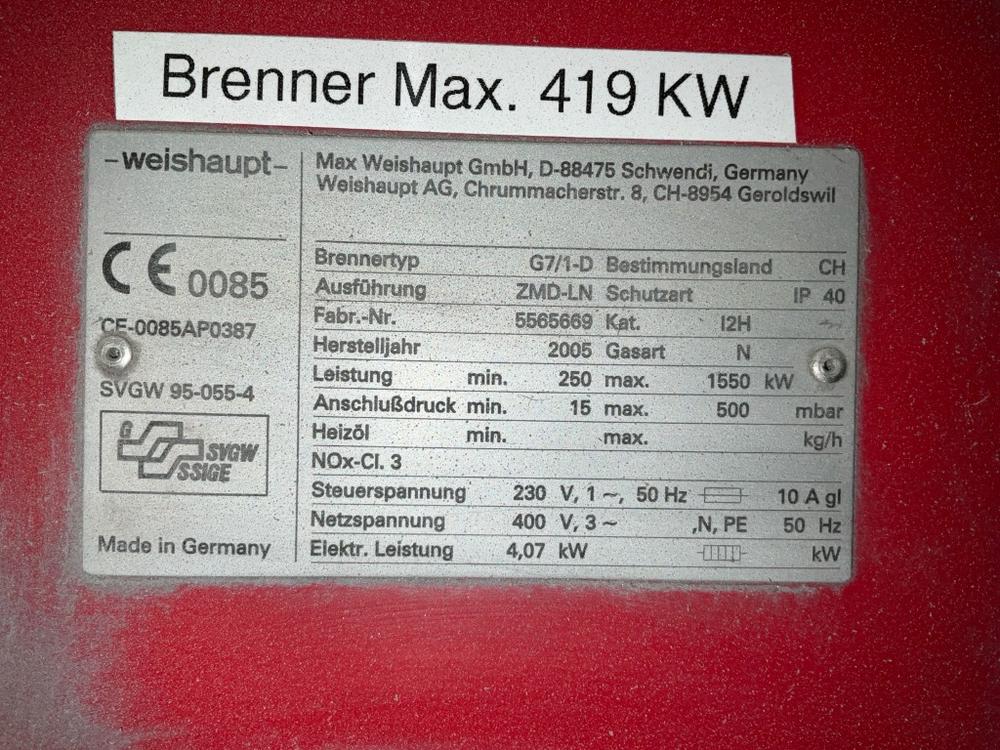 Brenner Max. 419 KW
-weishaupt-
Max Weishaupt GmbH, D-88475 Schwendi, Germany
Weishaupt AG, Chrummacherstr. 8, CH-8954 Geroldswil
CE 0085
CE-0085AP0387
SVGW 95-055-4
G SVGW
SSIGE
Made in Germany
Brennertyp G7/1-D Bestimmungsland CH
Ausführung ZMD-LN Schutzart IP 40
Fabr.-Nr. 5565669 Kat. I2H
Herstelljahr 2005 Gasart N
Leistung min. 250 max. 1550 kW
Anschlußdruck min. 15 max. 500 mbar
Heizöl min. max. kg/h
NOx-Cl. 3
Steuerspannung 230 V, 1 ~, 50 Hz 10 A gl
Netzspannung 400 V, 3 ~ ,N, PE 50 Hz
Elektr. Leistung 4,07 kW kW